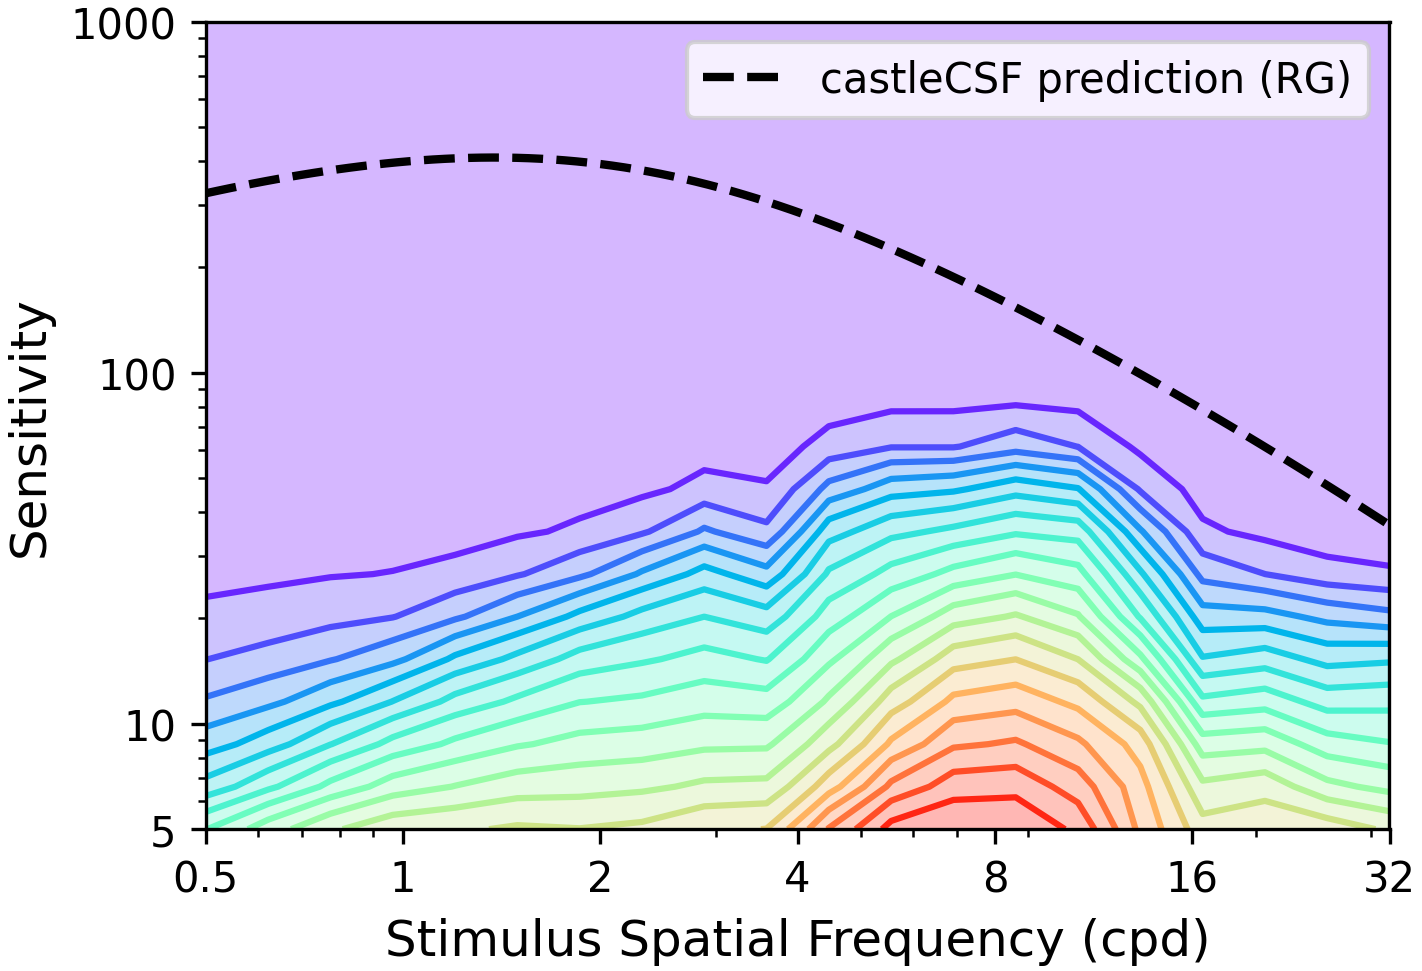 1000
castleCSF prediction (RG)
100
Sensitivity
10
5
0.5 1 2 4 8 16 32
Stimulus Spatial Frequency (cpd)